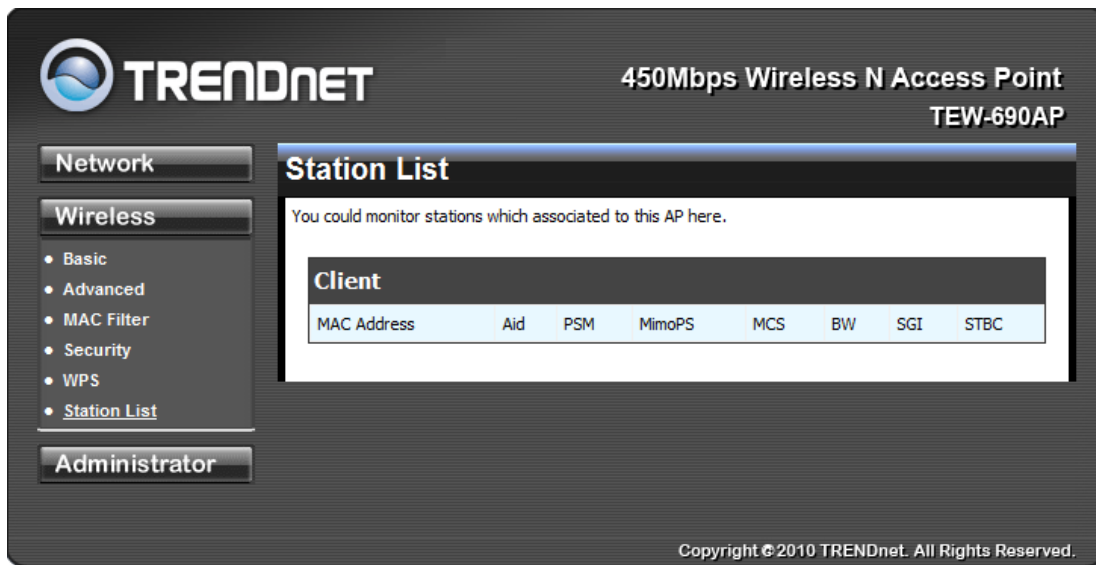 TRENDNET
450Mbps Wireless N Access Point
TEW-690AP
Network
Wireless
Basic
Advanced
MAC Filter
Security
WPS
Station List
Administrator
Station List
You could monitor stations which associated to this AP here.
Client
MAC Address Aid PSM MimoPS MCS BW SGI STBC
Copyright © 2010 TRENDnet. All Rights Reserved.